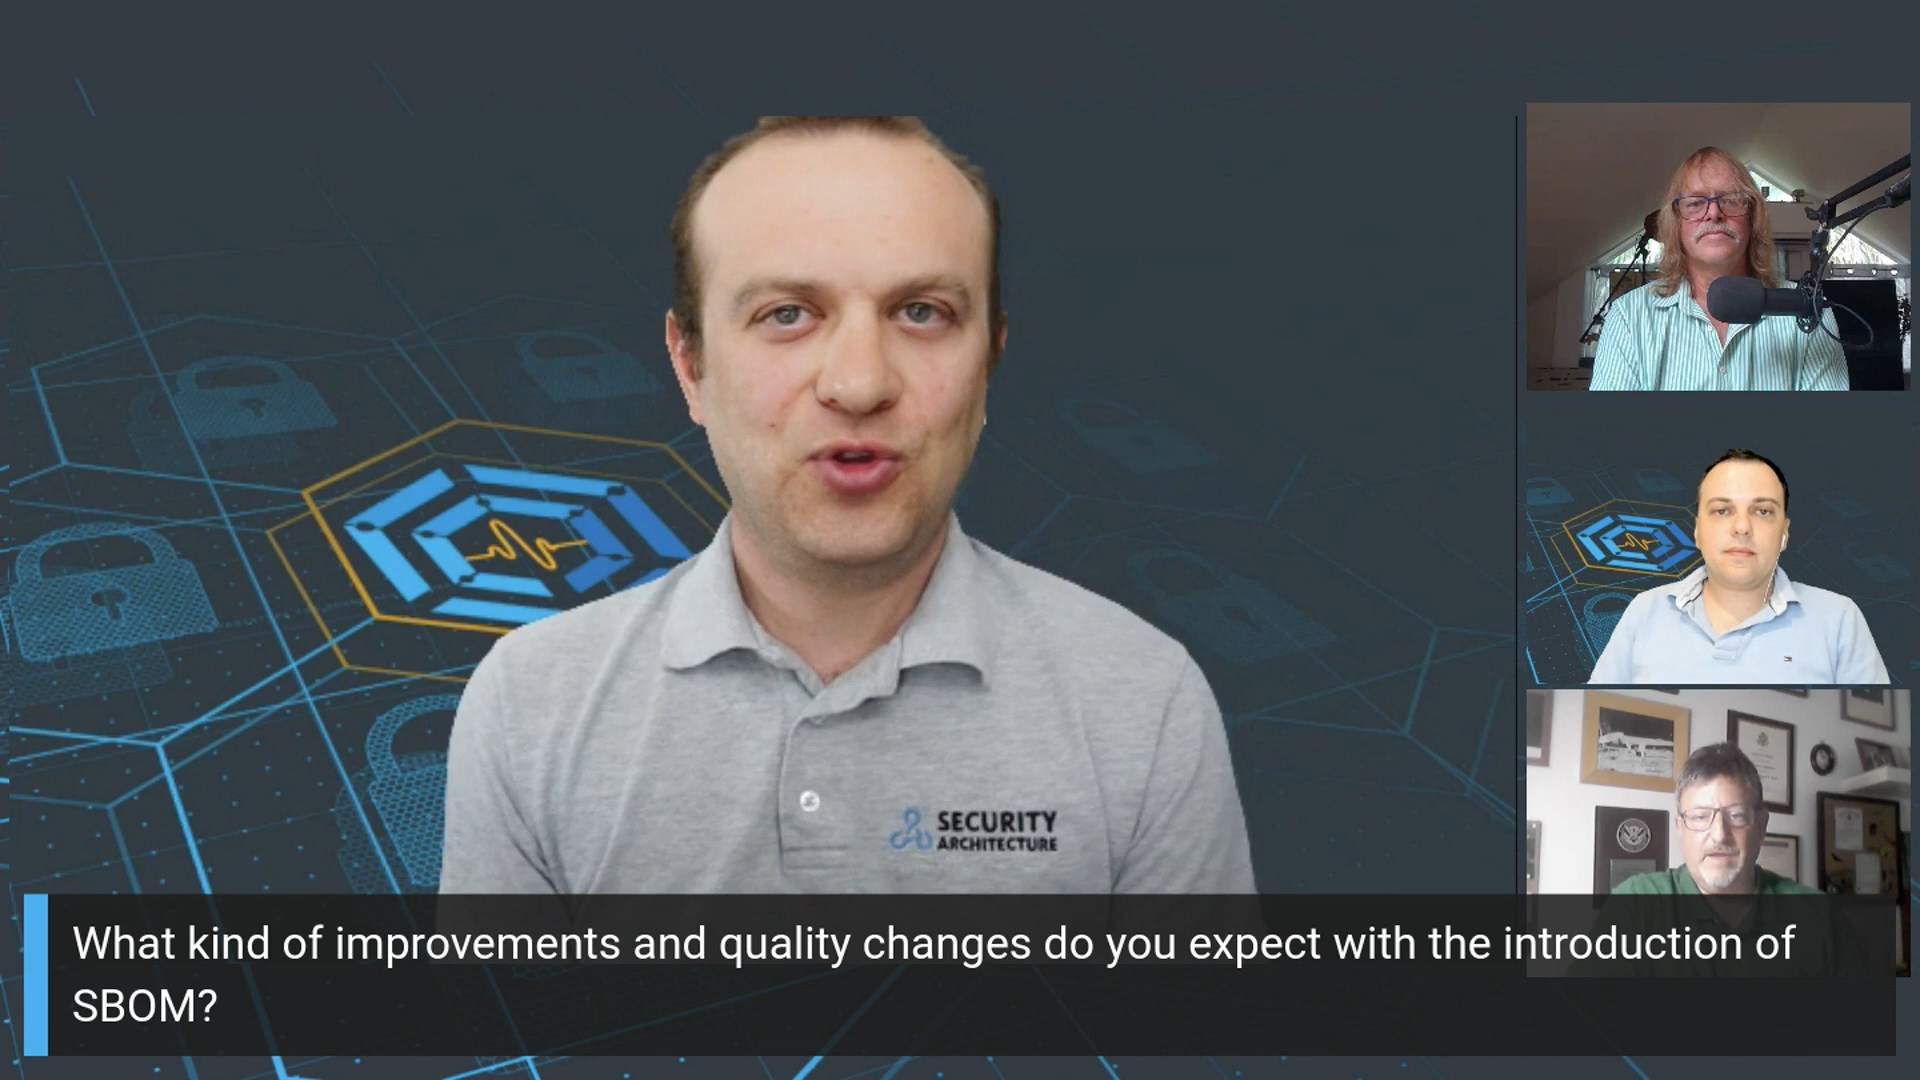 SECURITY
ARCHITECTURE
What kind of improvements and quality changes do you expect with the introduction of
SBOM?